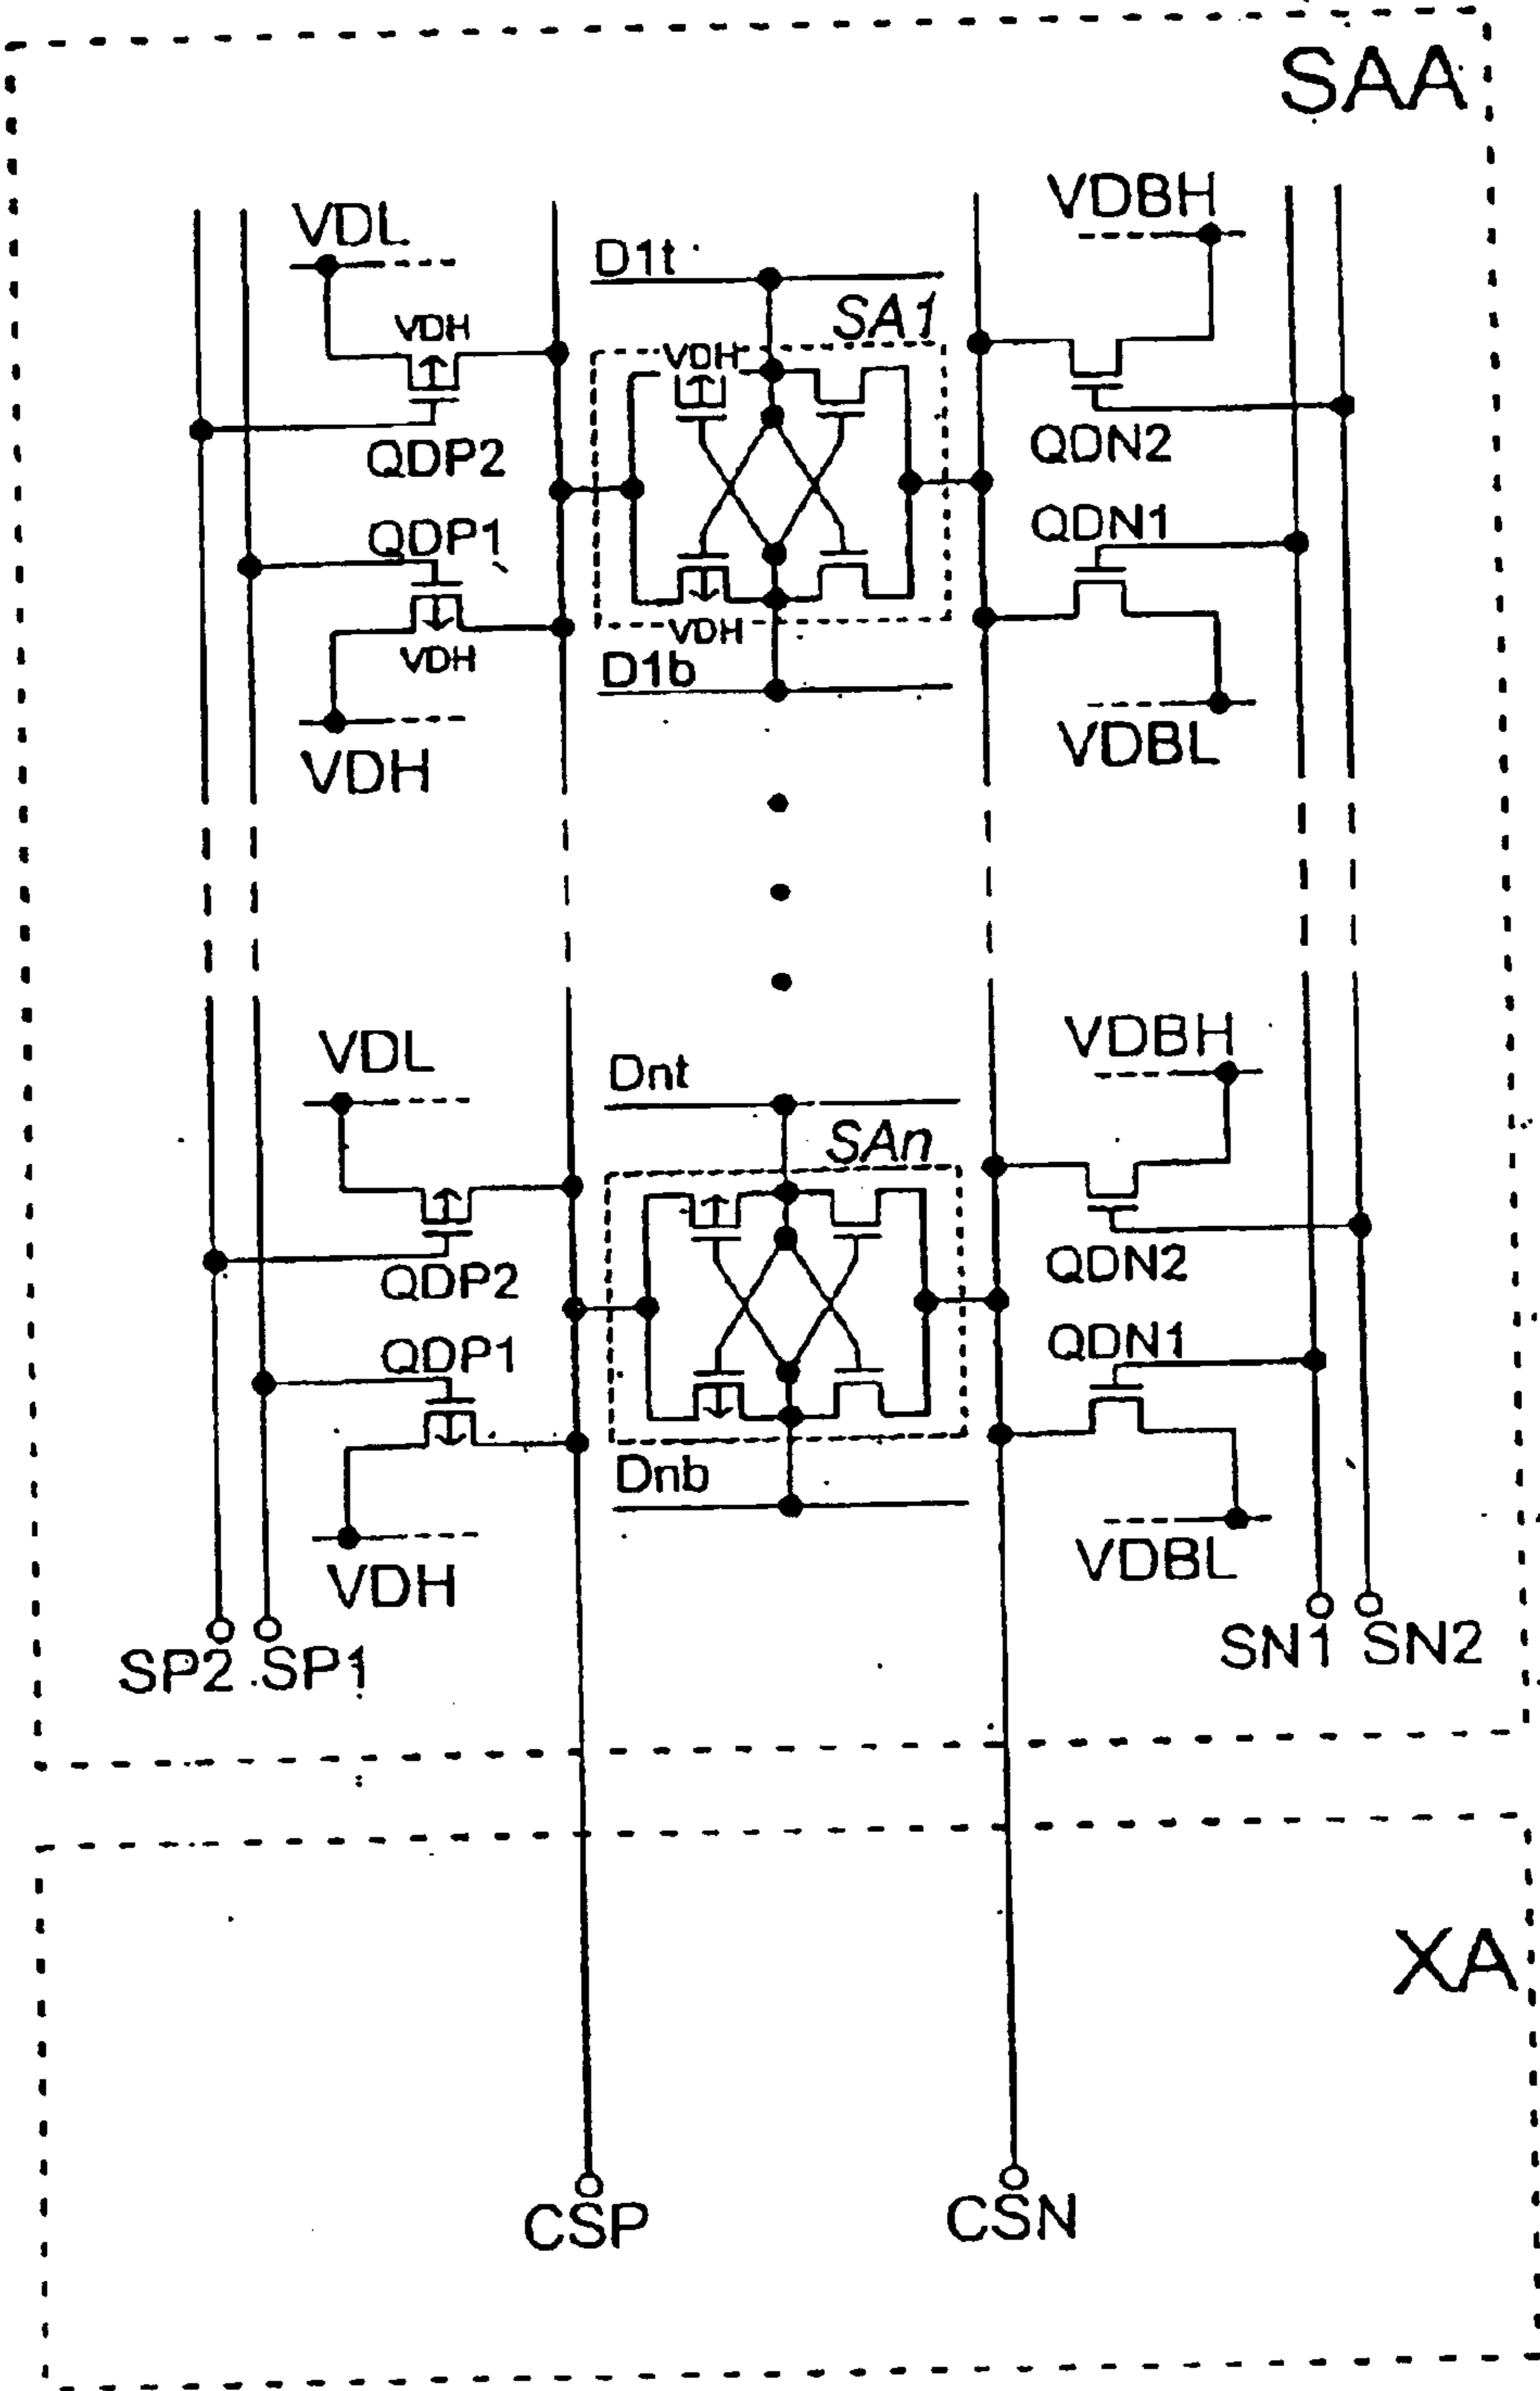 SAA
VDL
VDBH
D1t
SA1
VDH
VDH
QDP2
QDN2
QDP1
QDN1
VDH
VDH
D1b
VDH
VDBL
VDL
VDBH
Dnt
SAn
QDP2
QDN2
QDP1
QDN1
Dnb
VDH
VDBL
SP2 SP1
SN1 SN2
XA
CSP
CSN